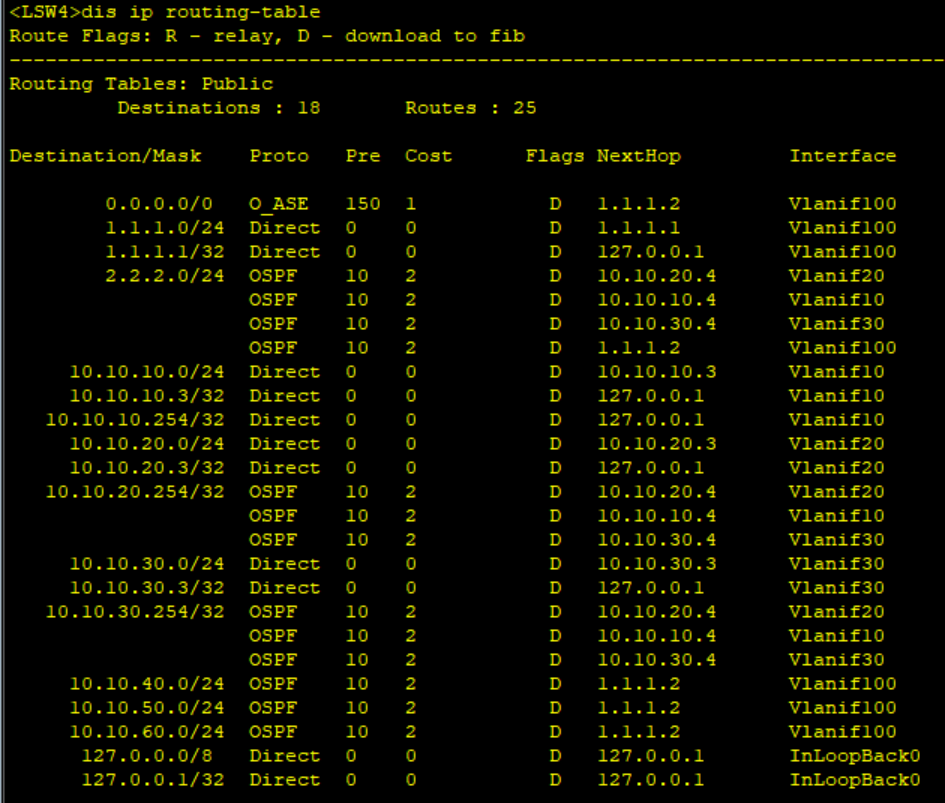 <LSW4>dis ip routing-table
Route Flags: R - relay, D - download to fib
------------------------------------------------------------------------------
Routing Tables: Public
         Destinations : 18       Routes : 25

Destination/Mask    Proto   Pre  Cost      Flags NextHop         Interface

        0.0.0.0/0   O_ASE   150  1           D   1.1.1.2         Vlanif100
        1.1.1.0/24  Direct  0    0           D   1.1.1.1         Vlanif100
        1.1.1.1/32  Direct  0    0           D   127.0.0.1       Vlanif100
        2.2.2.0/24  OSPF    10   2           D   10.10.20.4      Vlanif20
                    OSPF    10   2           D   10.10.10.4      Vlanif10
                    OSPF    10   2           D   10.10.30.4      Vlanif30
                    OSPF    10   2           D   1.1.1.2         Vlanif100
     10.10.10.0/24  Direct  0    0           D   10.10.10.3      Vlanif10
     10.10.10.3/32  Direct  0    0           D   127.0.0.1       Vlanif10
   10.10.10.254/32  Direct  0    0           D   127.0.0.1       Vlanif10
     10.10.20.0/24  Direct  0    0           D   10.10.20.3      Vlanif20
     10.10.20.3/32  Direct  0    0           D   127.0.0.1       Vlanif20
   10.10.20.254/32  OSPF    10   2           D   10.10.20.4      Vlanif20
                    OSPF    10   2           D   10.10.10.4      Vlanif10
                    OSPF    10   2           D   10.10.30.4      Vlanif30
     10.10.30.0/24  Direct  0    0           D   10.10.30.3      Vlanif30
     10.10.30.3/32  Direct  0    0           D   127.0.0.1       Vlanif30
   10.10.30.254/32  OSPF    10   2           D   10.10.20.4      Vlanif20
                    OSPF    10   2           D   10.10.10.4      Vlanif10
                    OSPF    10   2           D   10.10.30.4      Vlanif30
     10.10.40.0/24  OSPF    10   2           D   1.1.1.2         Vlanif100
     10.10.50.0/24  OSPF    10   2           D   1.1.1.2         Vlanif100
     10.10.60.0/24  OSPF    10   2           D   1.1.1.2         Vlanif100
      127.0.0.0/8   Direct  0    0           D   127.0.0.1       InLoopBack0
      127.0.0.1/32  Direct  0    0           D   127.0.0.1       InLoopBack0